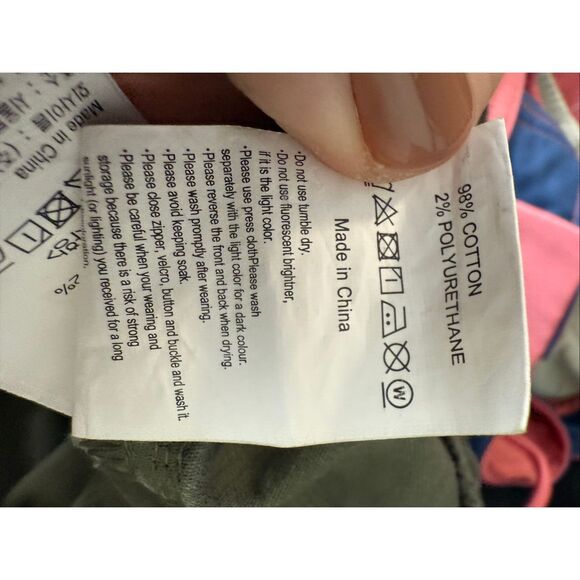 98% COTTON
2% POLYURETHANE
W
Made in China
•Do not use tumble dry.
•Do not use fluorescent brightner,
if it is the light color.
•Please use press clothPlease wash
separately with the light color for a dark colour.
•Please reverse the front and back when drying.
•Please wash promptly after wearing.
•Please avoid keeping soak.
•Please close zipper, velcro, button and buckle and wash it.
•Please be careful when your wearing and
storage because there is a risk of strong
sunlight (or lighting) you received for a long
Made in China
2%